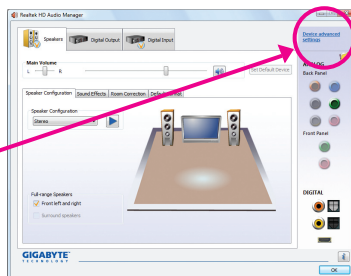 Realtek HD Audio Manager
Speakers
Digital Output
Digital Input
Device advanced
settings
Main Volume
L
R
Set Default Device
ANALOG
Back Panel
Speaker Configuration
Sound Effects
Room Correction
Default Format
Speaker Configuration
Stereo
Front Panel
Full-range Speakers
Front left and right
Surround speakers
DIGITAL
GIGABYTE
TECHNOLOGY
OK